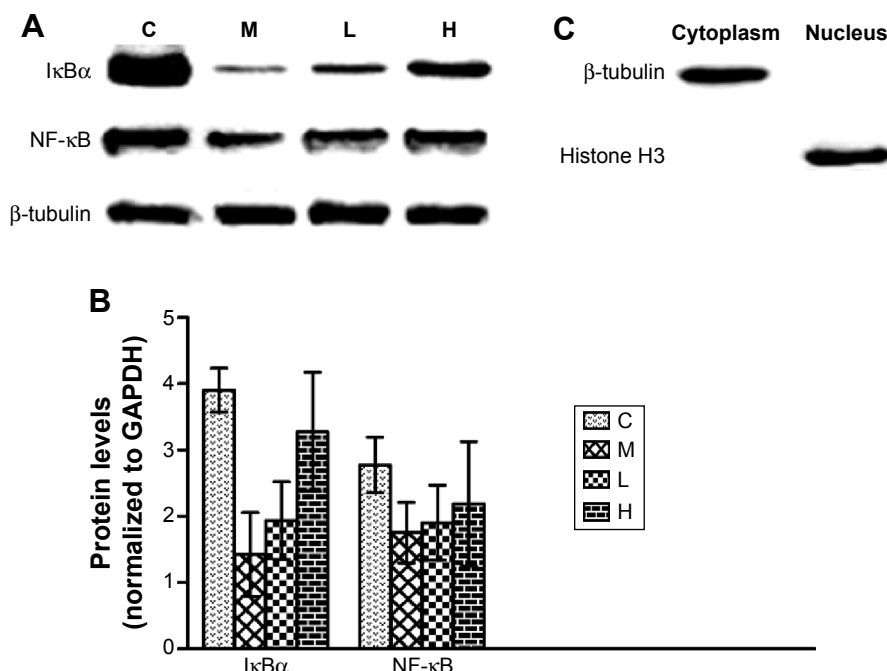 A
C M L H
IκBα
NF-κB
β-tubulin
C
Cytoplasm Nucleus
β-tubulin
Histone H3
B
Protein levels
(normalized to GAPDH)
5
4
3
2
1
0
IκBα NF-κB
C
M
L
H